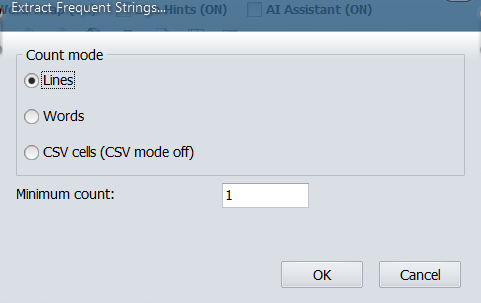 Extract Frequent Strings...
Hints (ON)
AI Assistant (ON)
Count mode
Lines
Words
CSV cells (CSV mode off)
Minimum count:
1
OK
Cancel